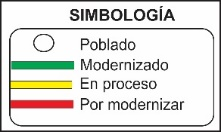 SIMBOLOGÍA
Poblado
Modernizado
En proceso
Por modernizar